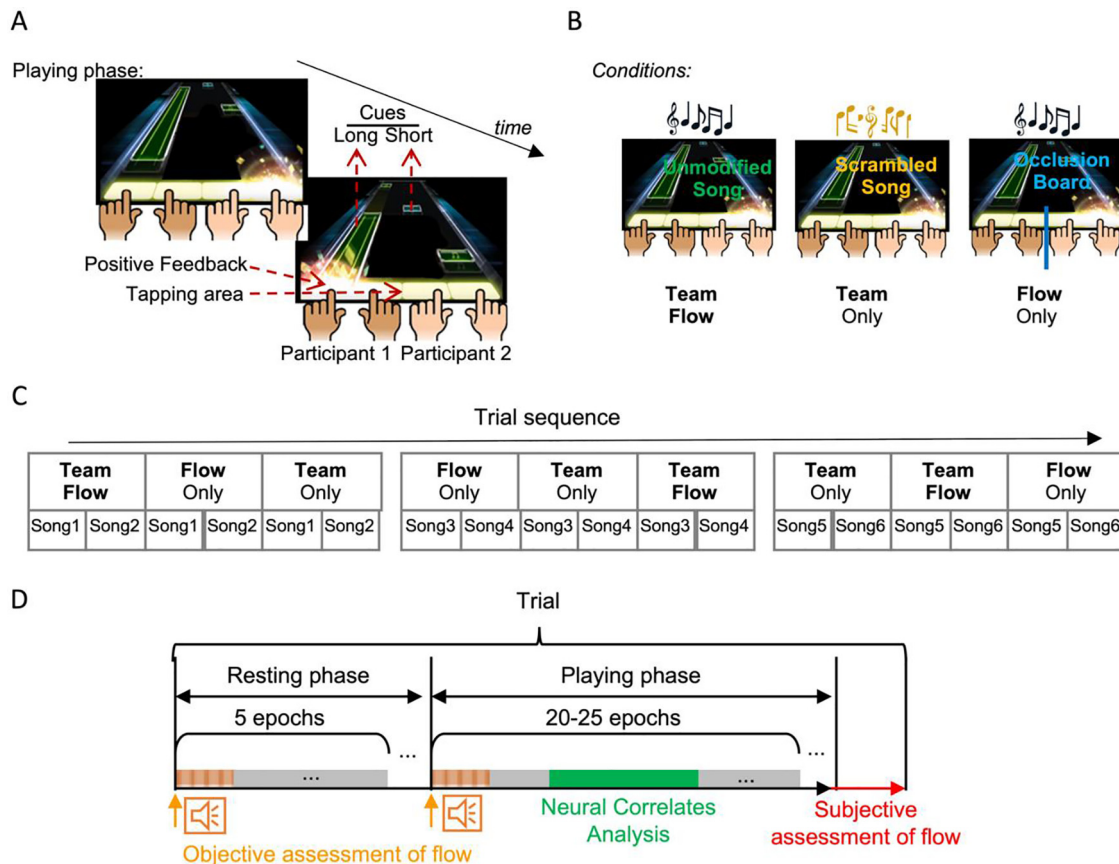 A
Playing phase:
Cues
Long Short
time
Positive Feedback
Tapping area
Participant 1 Participant 2
B
Conditions:
Unmodified
Song
Scrambled
Song
Occlusion
Board
Team
Flow
Team
Only
Flow
Only
C
Trial sequence
Team
Flow
Flow
Only
Team
Only
Flow
Only
Team
Only
Team
Flow
Team
Only
Team
Flow
Flow
Only
Song1 Song2 Song1 Song2 Song1 Song2 Song3 Song4 Song3 Song4 Song3 Song4 Song5 Song6 Song5 Song6 Song5 Song6
D
Trial
Resting phase
Playing phase
5 epochs
...
20-25 epochs
...
...
...
Neural Correlates
Analysis
Subjective
assessment of flow
Objective assessment of flow